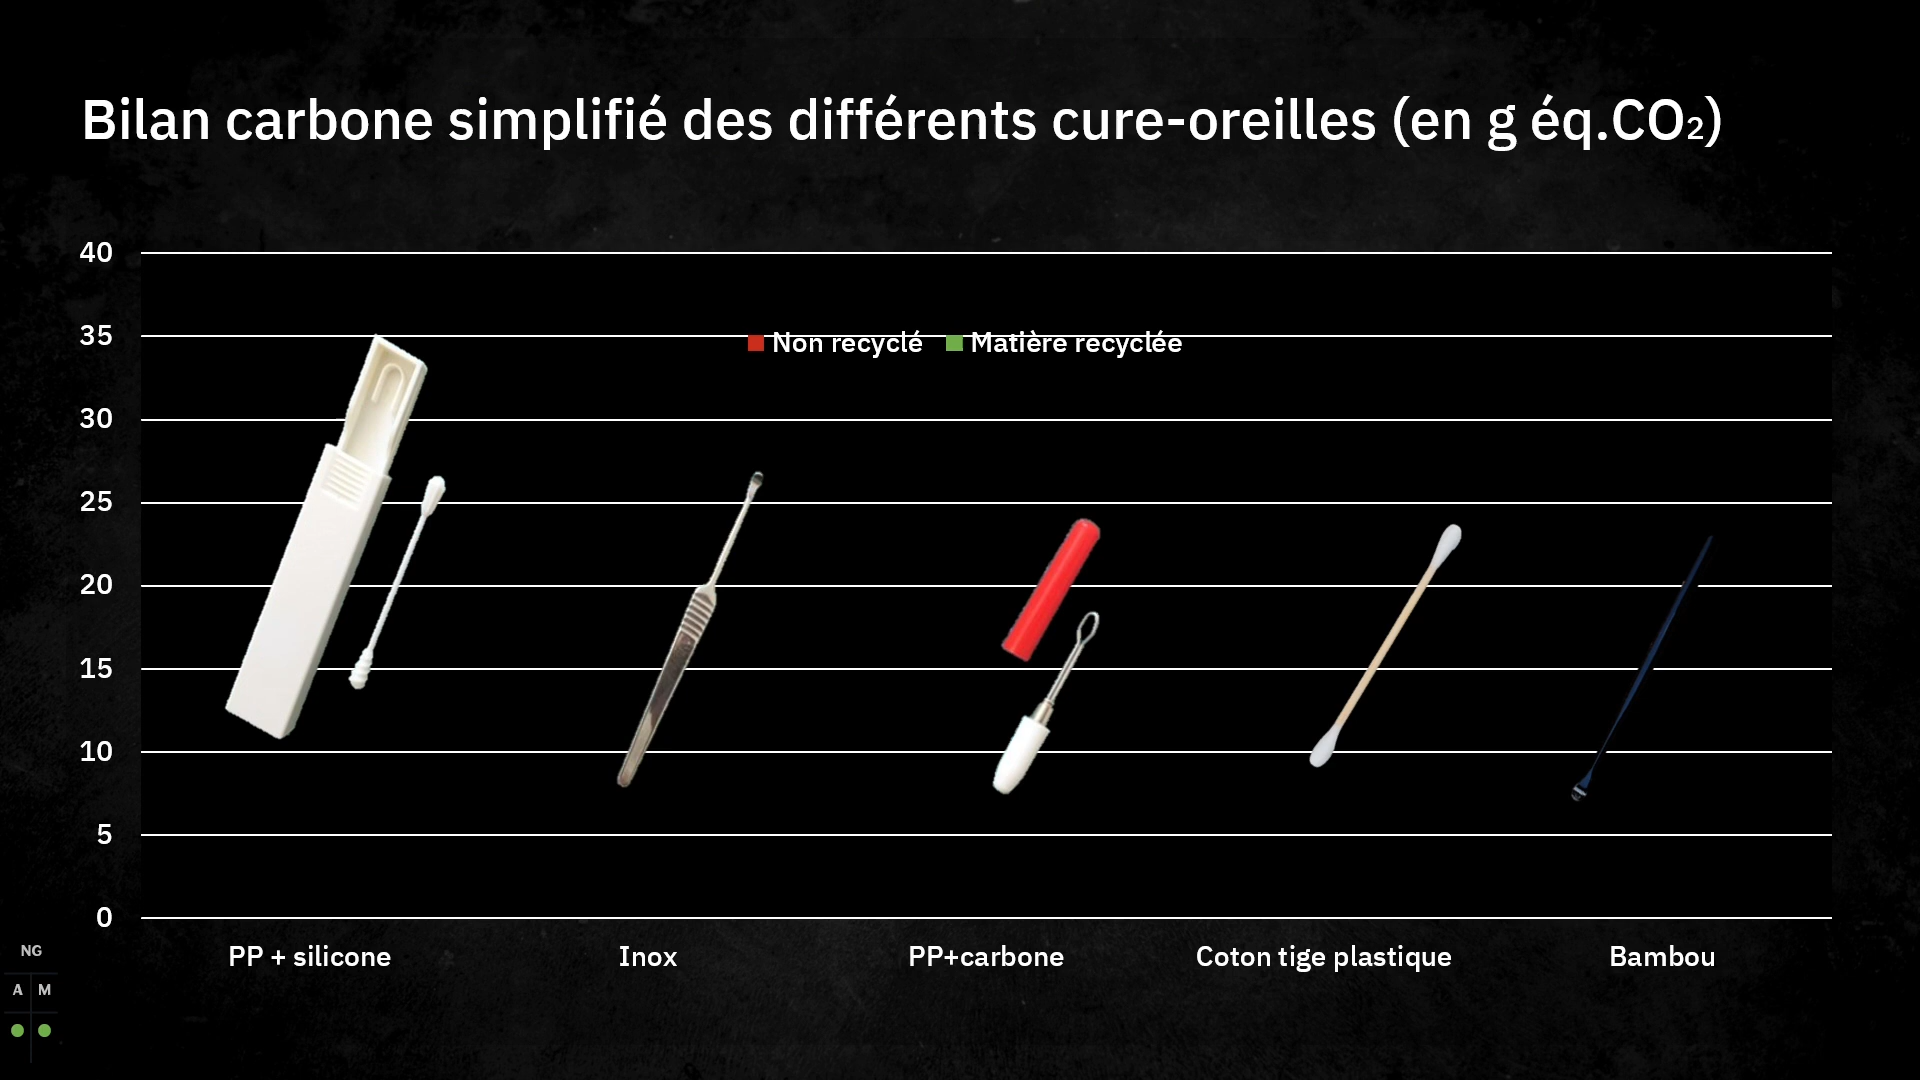 Bilan carbone simplifié des différents cure-oreilles (en g éq.CO₂)
40
35
Non recyclé Matière recyclée
30
25
20
15
10
5
0
PP + silicone Inox PP+carbone Coton tige plastique Bambou
NG
A M